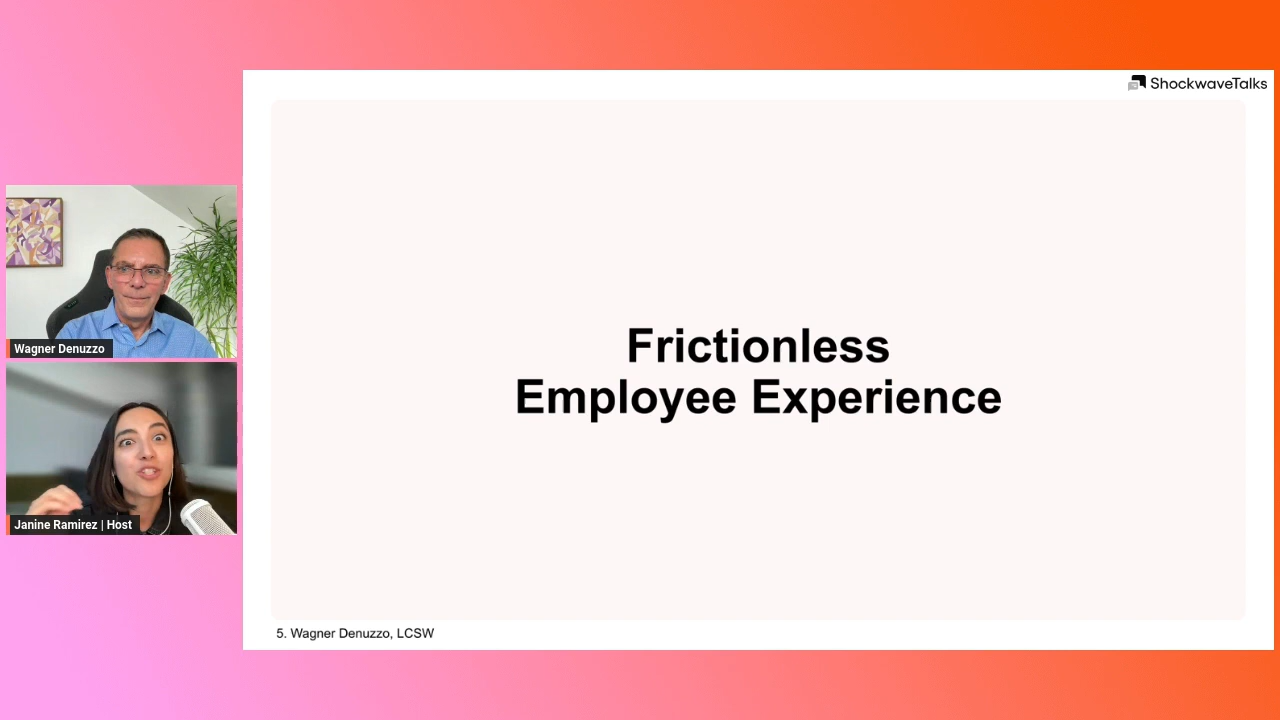 ShockwaveTalks
Wagner Denuzzo
Janine Ramirez | Host
Frictionless
Employee Experience
5. Wagner Denuzzo, LCSW